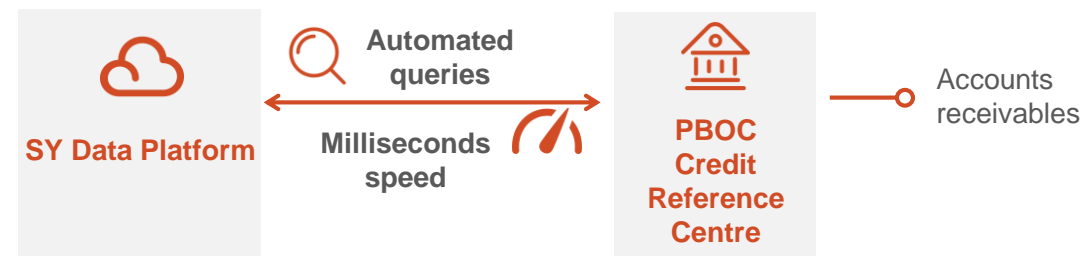 SY Data Platform
Automated
queries
Milliseconds
speed
PBOC
Credit
Reference
Centre
Accounts
receivables